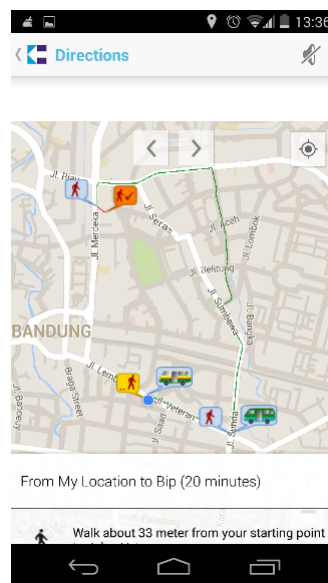 13:36
Directions
Jl. Riau
Jl. Merdeka
Jl. Seram
Jl. Aceh
Jl. Lombok
Jl. Belitung
Jl. Sumbawa
Jl. Bangka
BANDUNG
Braga Street
Jl. Banceuy
Jl. Lemb
Jl. Veteran
Jl. Sunda
From My Location to Bip (20 minutes)
Walk about 33 meter from your starting point